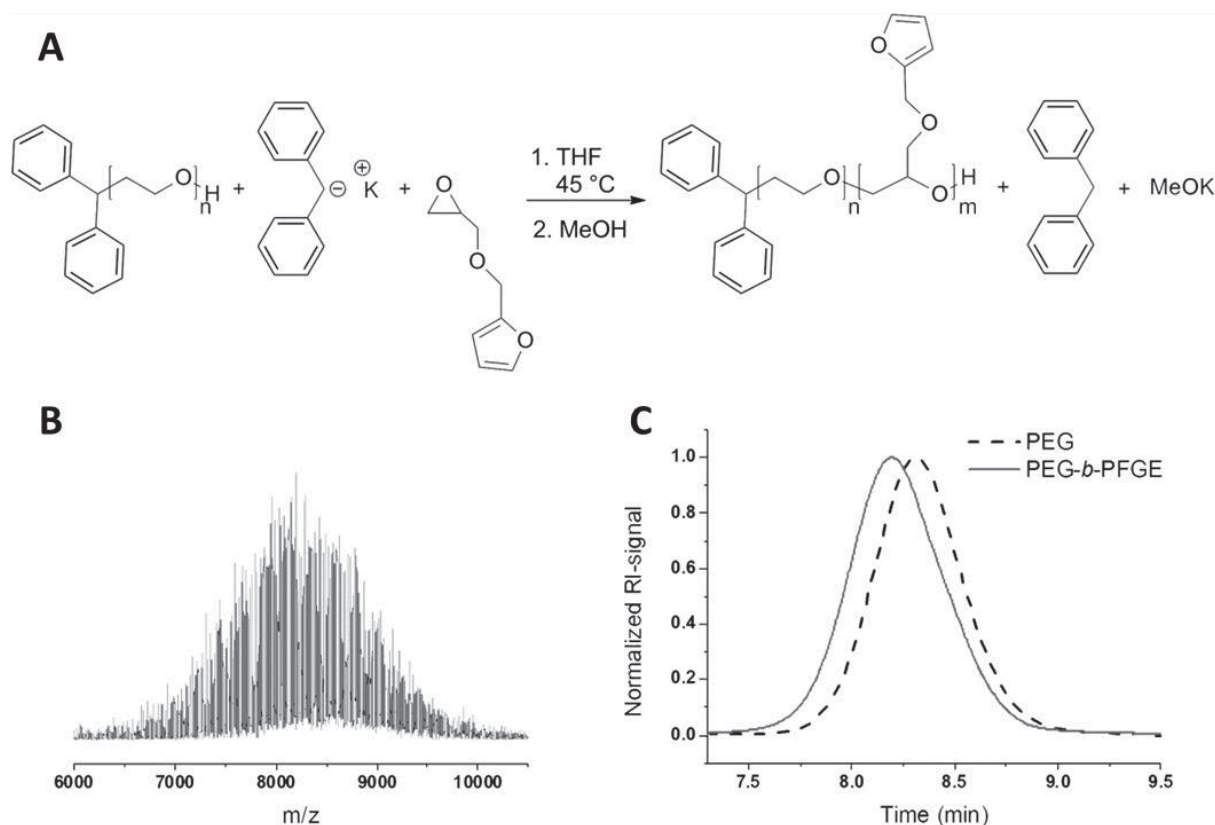 A
O
O
O H
n
+
⊖
⊕
K
+
O
O
O
1. THF
45 °C
2. MeOH
O
n
O H
m
+
+ MeOK
B
6000 7000 8000 9000 10000
m/z
C
PEG
PEG-b-PFGE
Normalized RI-signal
1.0
0.8
0.6
0.4
0.2
0.0
7.5 8.0 8.5 9.0 9.5
Time (min)